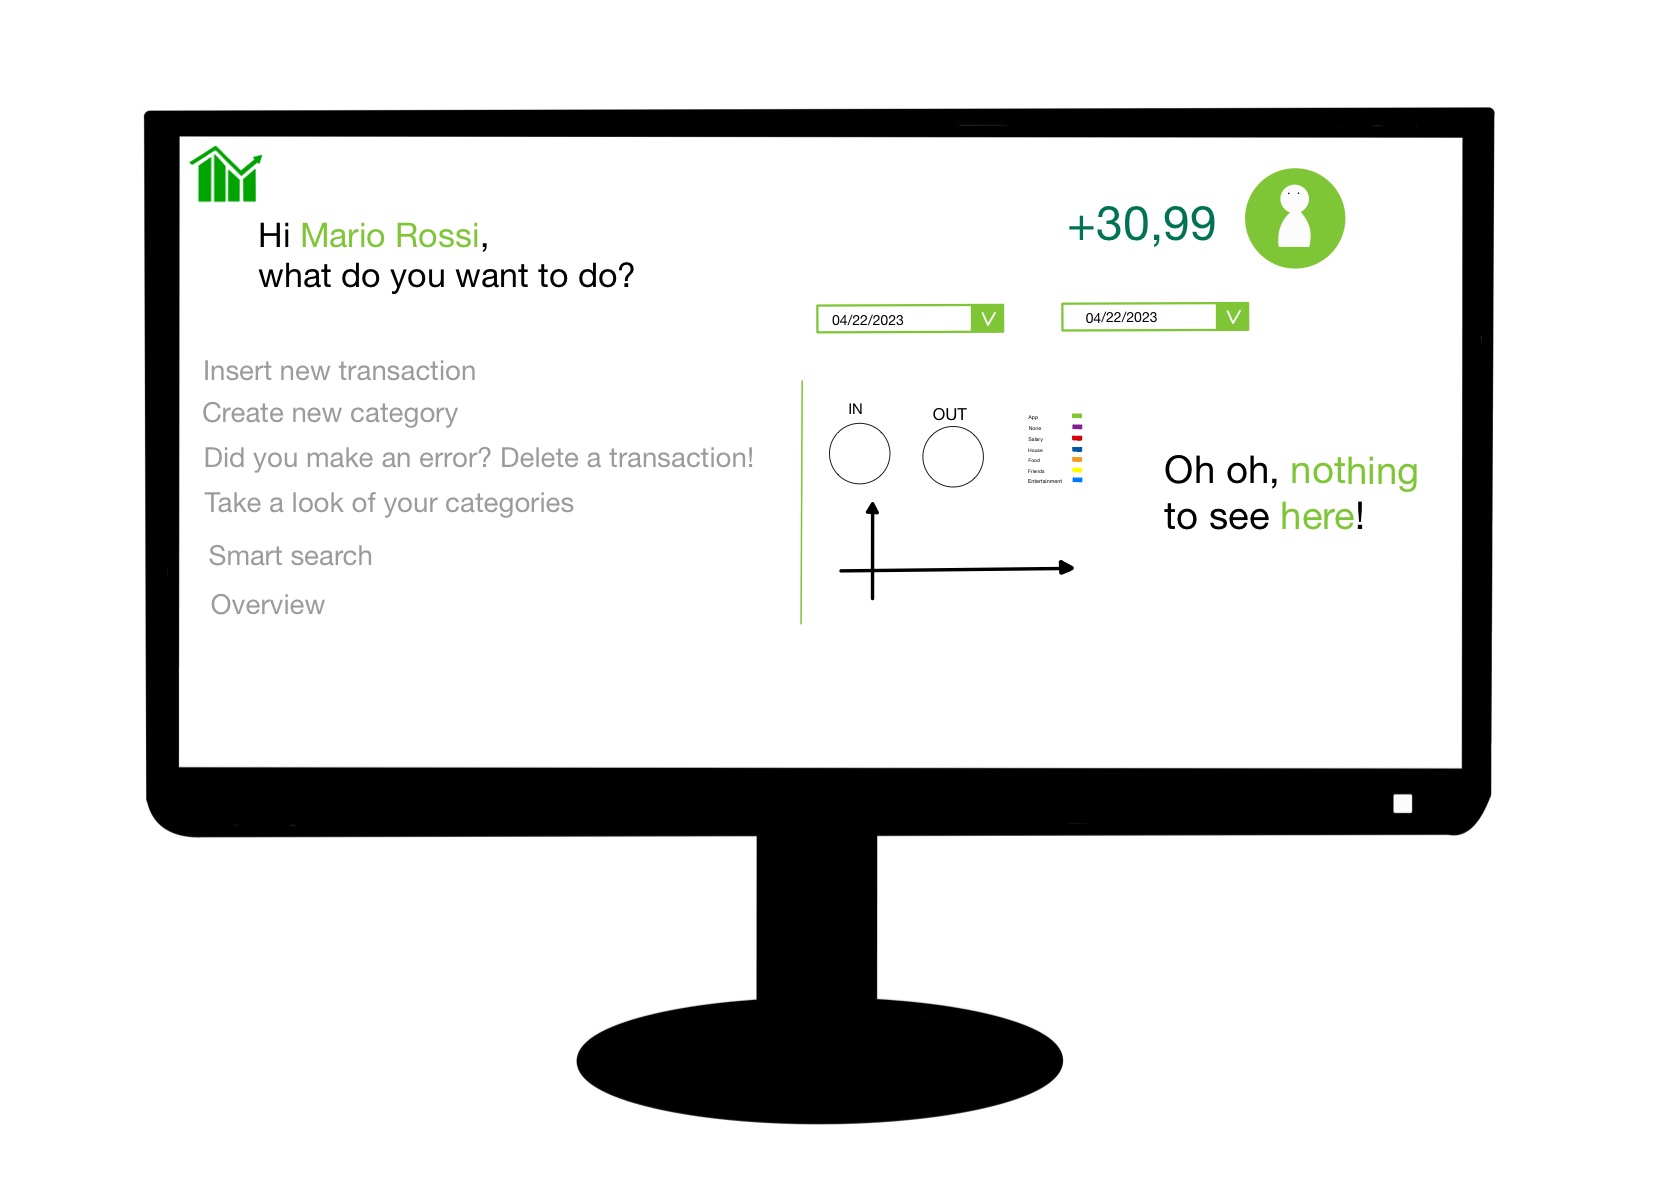 Hi Mario Rossi,
what do you want to do?
+30,99
04/22/2023 V
04/22/2023 V
Insert new transaction
Create new category
Did you make an error? Delete a transaction!
Take a look of your categories
Smart search
Overview
IN
OUT
App
None
Salary
House
Food
Friends
Entertainment
Oh oh, nothing
to see here!